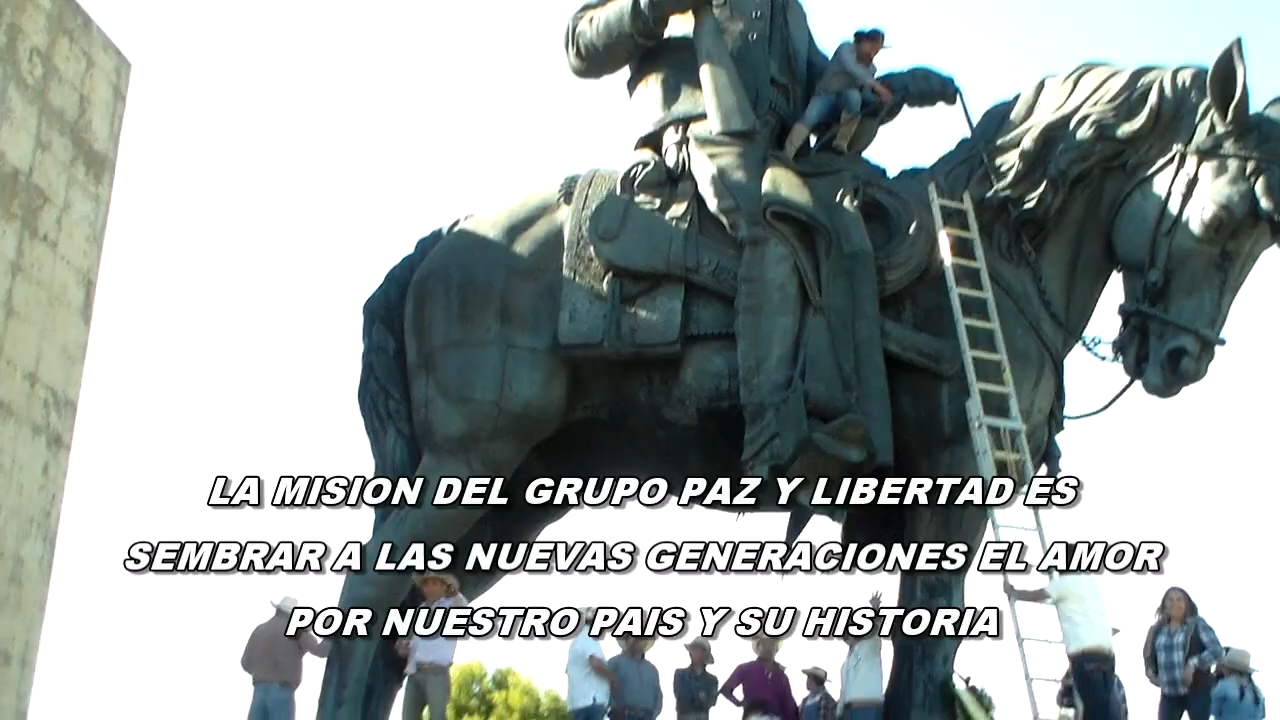 LA MISION DEL GRUPO PAZ Y LIBERTAD ES
SEMBRAR A LAS NUEVAS GENERACIONES EL AMOR
POR NUESTRO PAIS Y SU HISTORIA